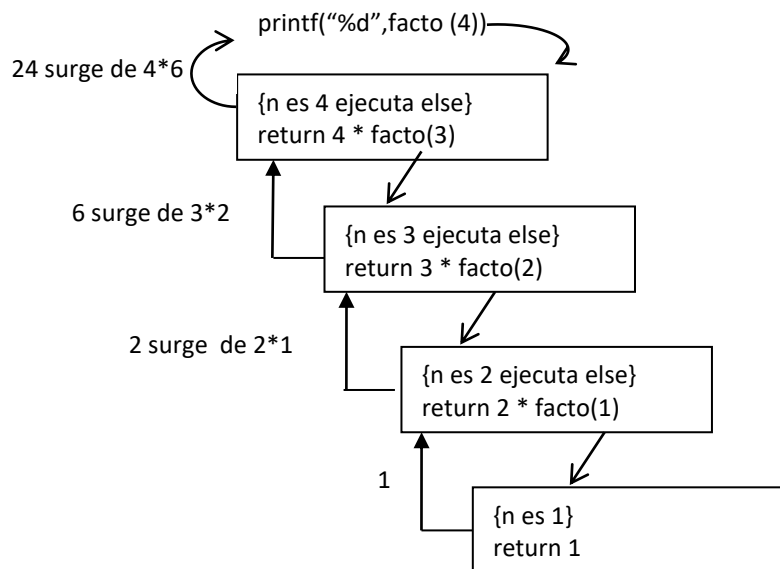 printf(“%d”,facto (4))
24 surge de 4*6
{n es 4 ejecuta else}
return 4 * facto(3)
6 surge de 3*2
{n es 3 ejecuta else}
return 3 * facto(2)
2 surge  de 2*1
{n es 2 ejecuta else}
return 2 * facto(1)
1
{n es 1}
return 1